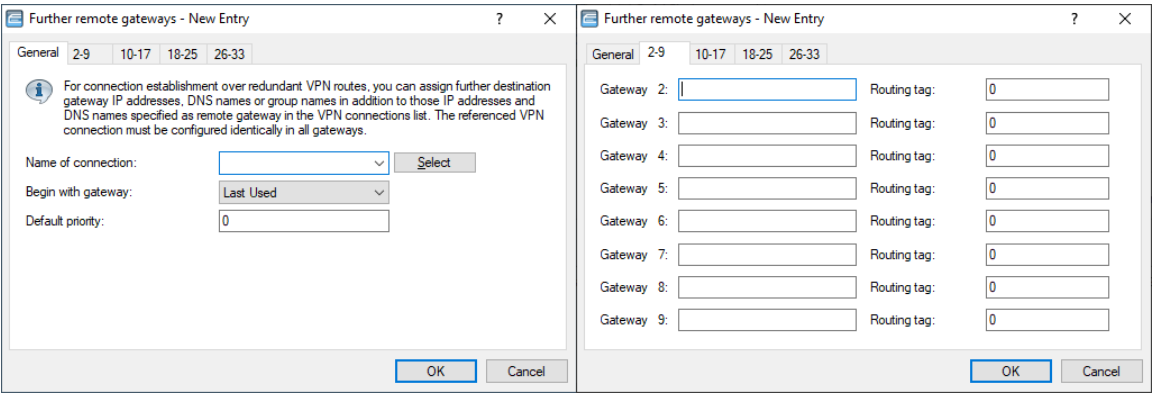 Further remote gateways - New Entry
General 2-9 10-17 18-25 26-33
For connection establishment over redundant VPN routes, you can assign further destination
gateway IP addresses, DNS names or group names in addition to those IP addresses and
DNS names specified as remote gateway in the VPN connections list. The referenced VPN
connection must be configured identically in all gateways.
Name of connection: Select
Begin with gateway: Last Used
Default priority: 0
OK Cancel
Further remote gateways - New Entry
General 2-9 10-17 18-25 26-33
Gateway 2: Routing tag: 0
Gateway 3: Routing tag: 0
Gateway 4: Routing tag: 0
Gateway 5: Routing tag: 0
Gateway 6: Routing tag: 0
Gateway 7: Routing tag: 0
Gateway 8: Routing tag: 0
Gateway 9: Routing tag: 0
OK Cancel